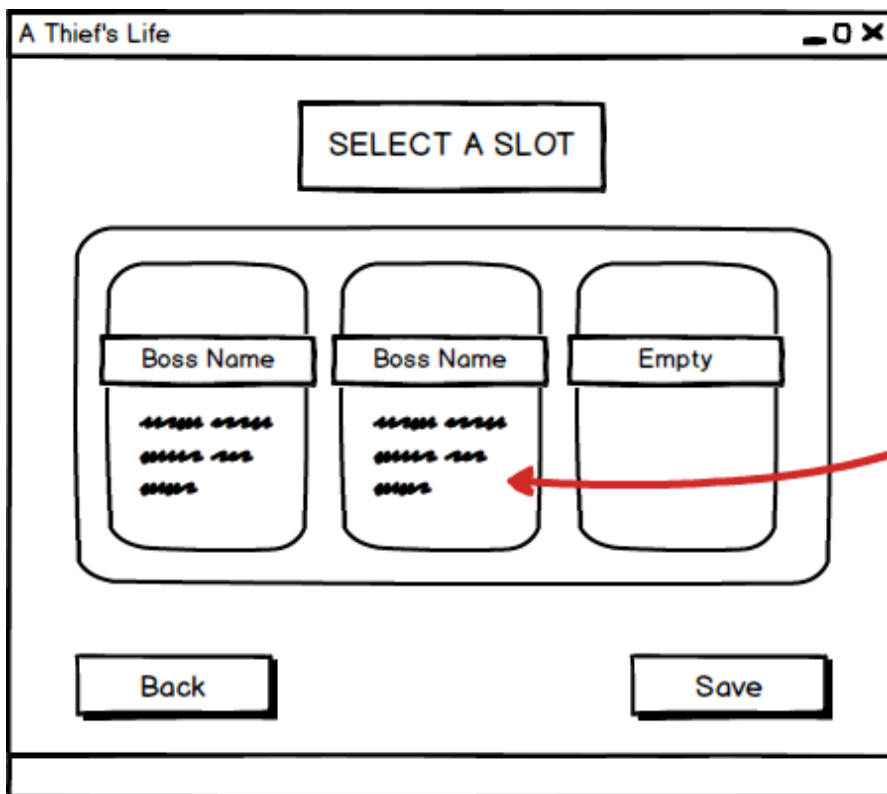 A Thief's Life
SELECT A SLOT
Boss Name Boss Name Empty
Back Save